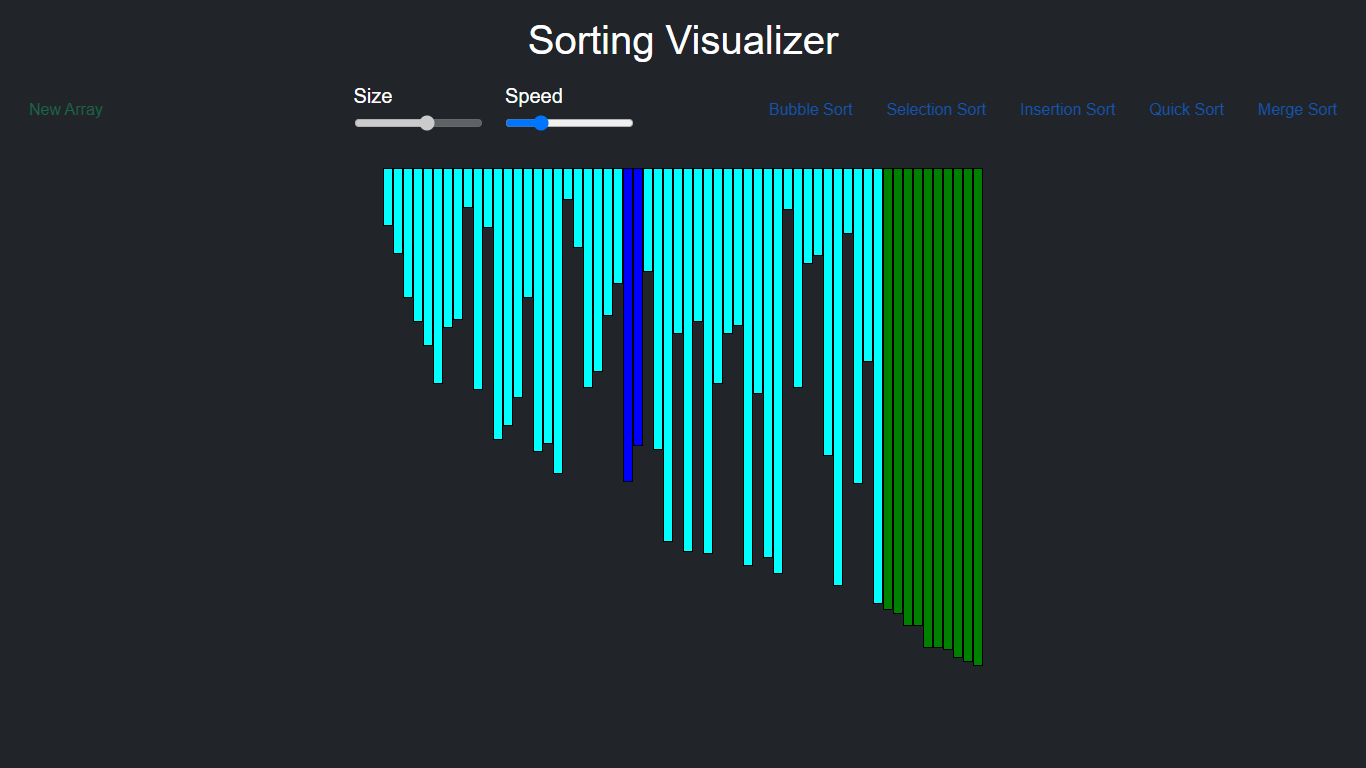 Sorting Visualizer
New Array
Size
Speed
Bubble Sort
Selection Sort
Insertion Sort
Quick Sort
Merge Sort